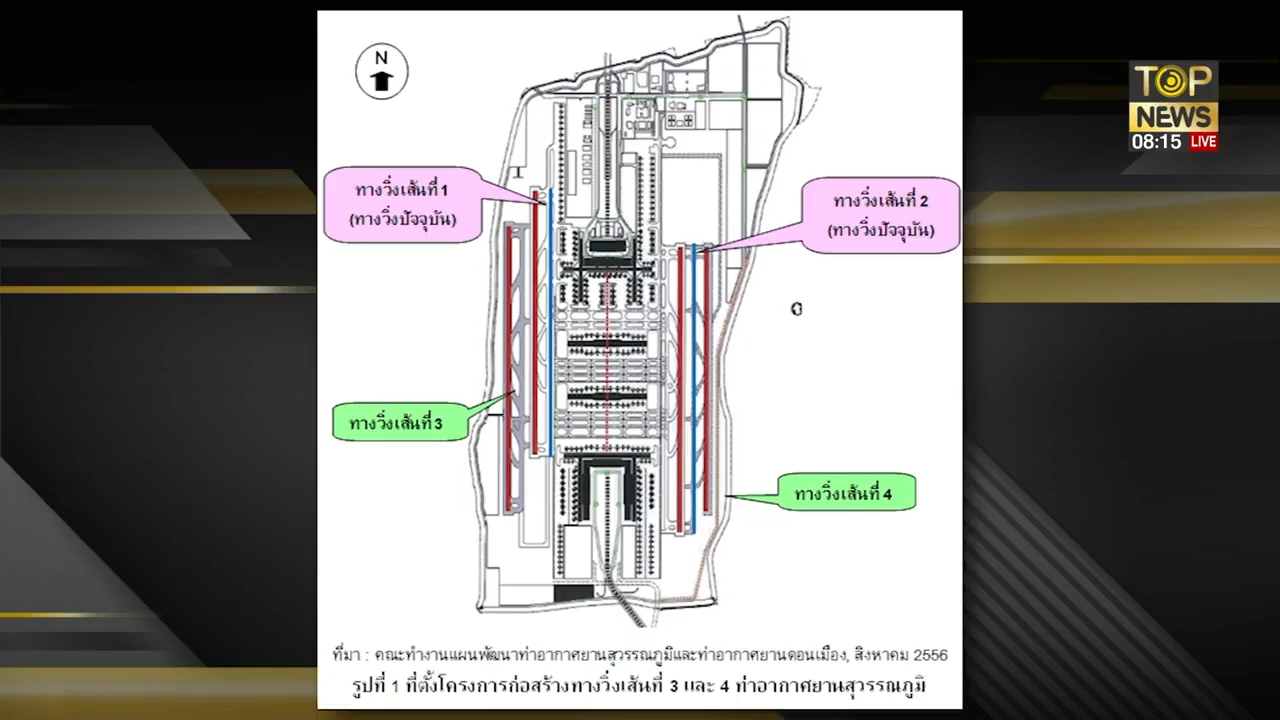 N
TOP
NEWS
08:15 LIVE
ทางวิ่งเส้นที่ 1
(ทางวิ่งปัจจุบัน)
ทางวิ่งเส้นที่ 2
(ทางวิ่งปัจจุบัน)
ทางวิ่งเส้นที่ 3
ทางวิ่งเส้นที่ 4
ที่มา : คณะทำงานแผนพัฒนาท่าอากาศยานสุวรรณภูมิและท่าอากาศยานดอนเมือง, สิงหาคม 2556
รูปที่ 1 ที่ตั้งโครงการก่อสร้างทางวิ่งเส้นที่ 3 และ 4 ท่าอากาศยานสุวรรณภูมิ